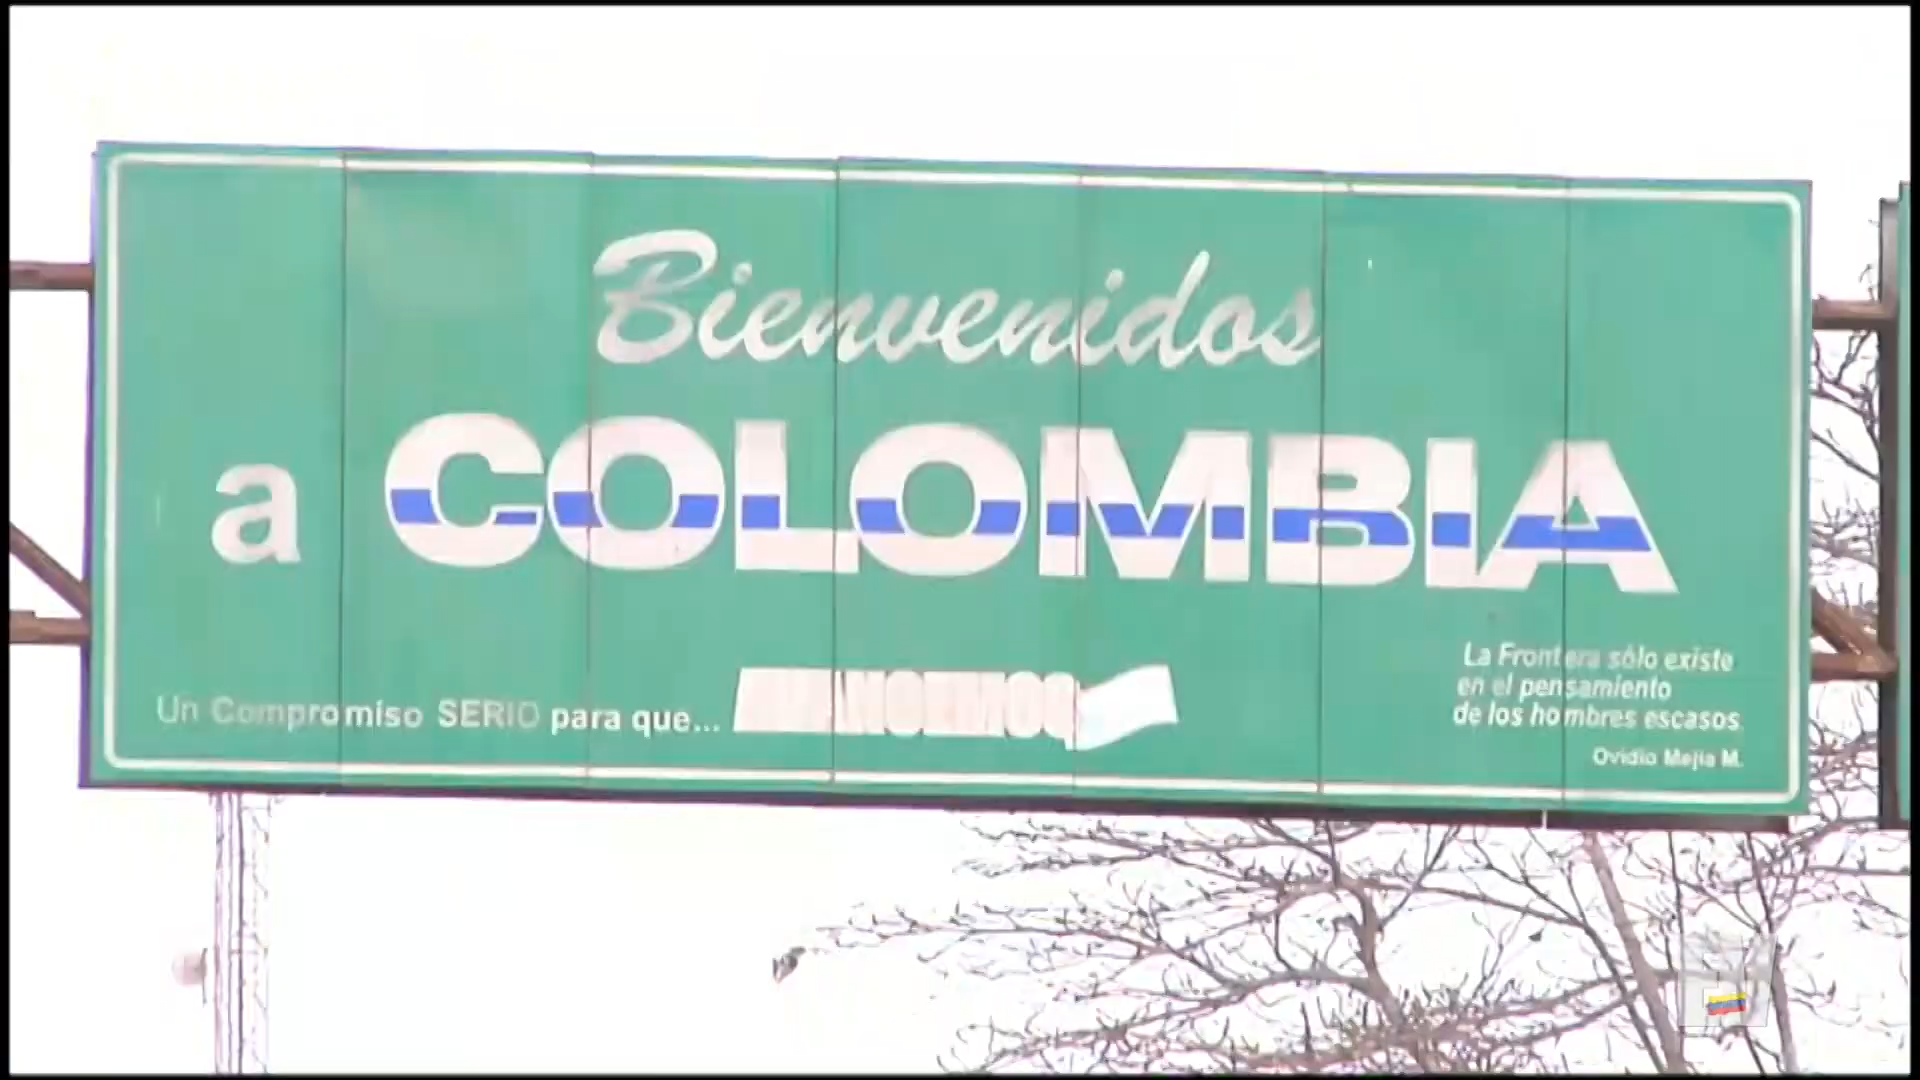 Bienvenidos
a COLOMBIA
Un Compromiso SERIO para que...
La Frontera sólo existe
en el pensamiento
de los hombres escasos.
Ovidio Mejía M.